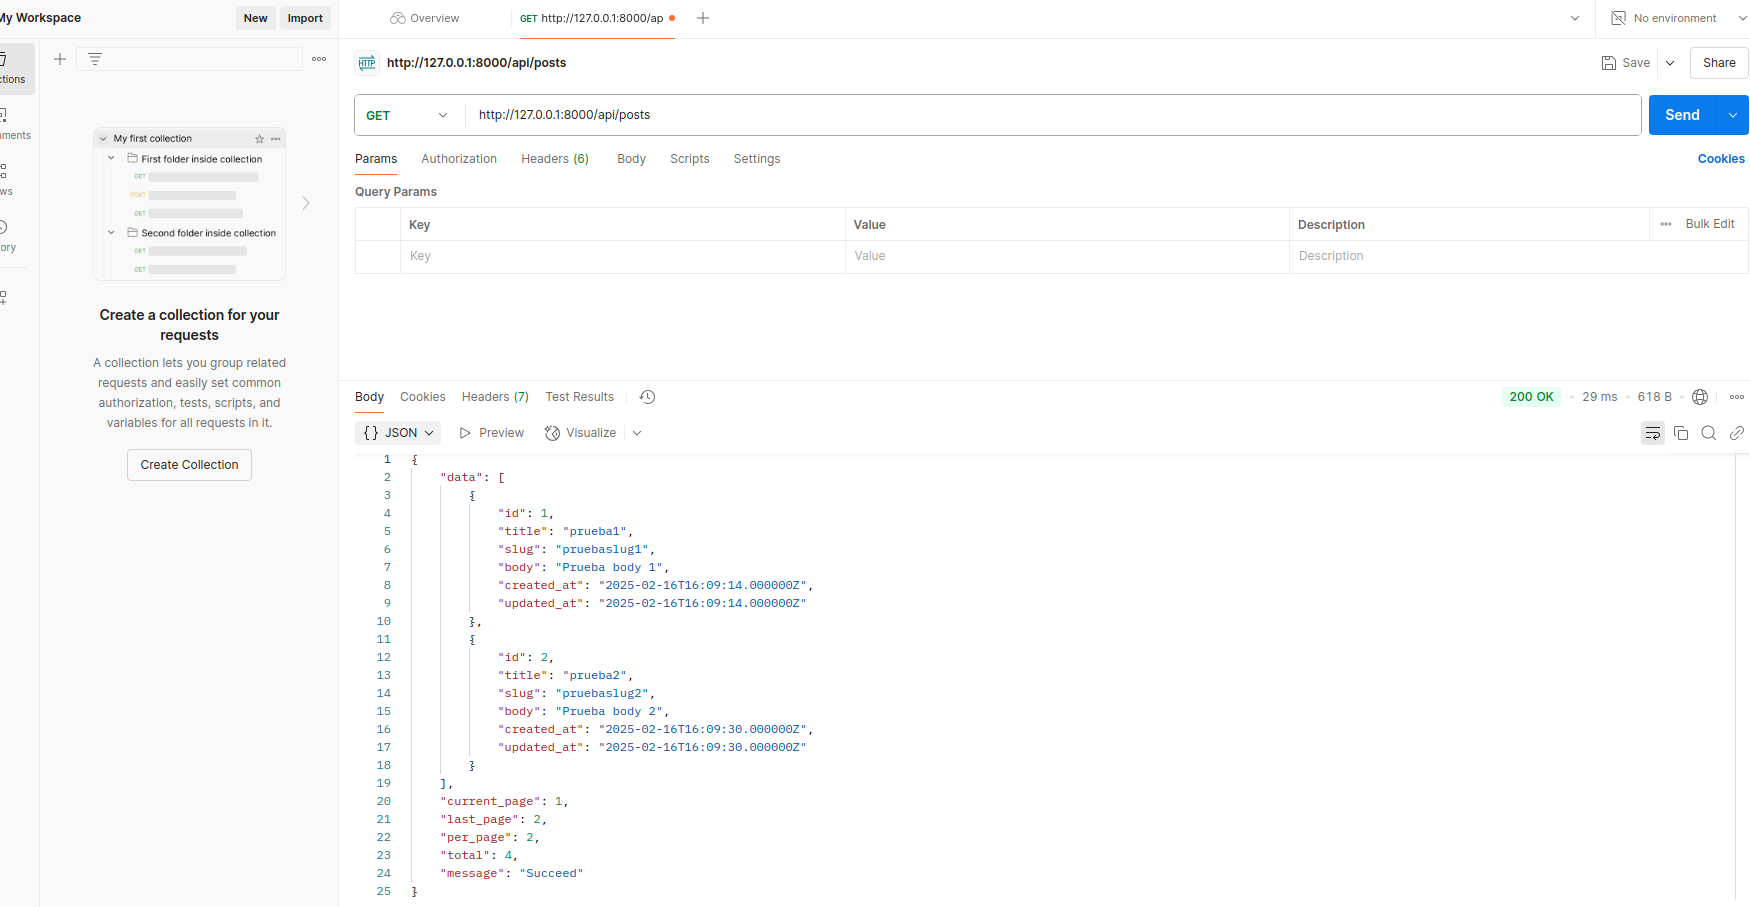 My Workspace
New
Import
Overview
GET http://127.0.0.1:8000/ap
No environment
http://127.0.0.1:8000/api/posts
Save
Share
GET
http://127.0.0.1:8000/api/posts
Send
Params
Authorization
Headers (6)
Body
Scripts
Settings
Cookies
Query Params
Key
Value
Description
Bulk Edit
Key
Value
Description
ctions
nments
ws
ory
My first collection
First folder inside collection
GET
POST
GET
Second folder inside collection
GET
GET
Create a collection for your
requests
A collection lets you group related
requests and easily set common
authorization, tests, scripts, and
variables for all requests in it.
Create Collection
Body
Cookies
Headers (7)
Test Results
200 OK
29 ms
618 B
{} JSON
Preview
Visualize
1 {
2 "data": [
3 {
4 "id": 1,
5 "title": "prueba1",
6 "slug": "pruebaslug1",
7 "body": "Prueba body 1",
8 "created_at": "2025-02-16T16:09:14.000000Z",
9 "updated_at": "2025-02-16T16:09:14.000000Z"
10 },
11 {
12 "id": 2,
13 "title": "prueba2",
14 "slug": "pruebaslug2",
15 "body": "Prueba body 2",
16 "created_at": "2025-02-16T16:09:30.000000Z",
17 "updated_at": "2025-02-16T16:09:30.000000Z"
18 }
19 ],
20 "current_page": 1,
21 "last_page": 2,
22 "per_page": 2,
23 "total": 4,
24 "message": "Succeed"
25 }